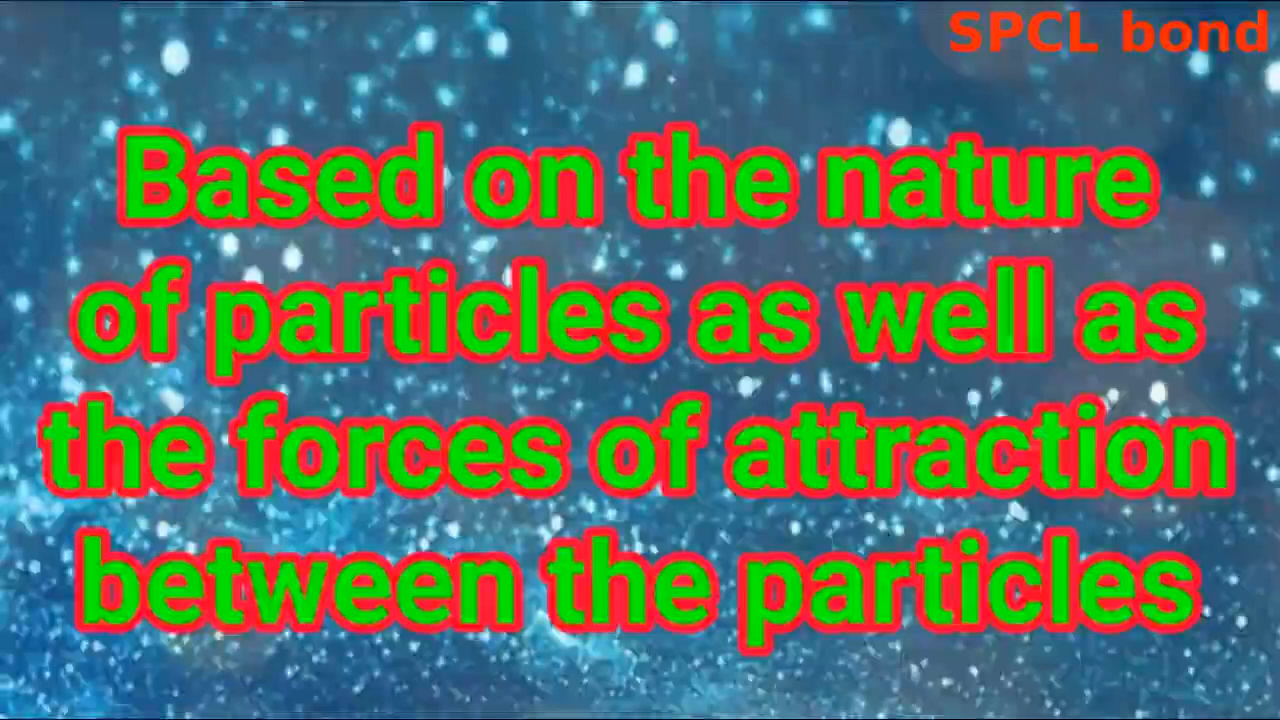 SPCL bond
Based on the nature
of particles as well as
the forces of attraction
between the particles